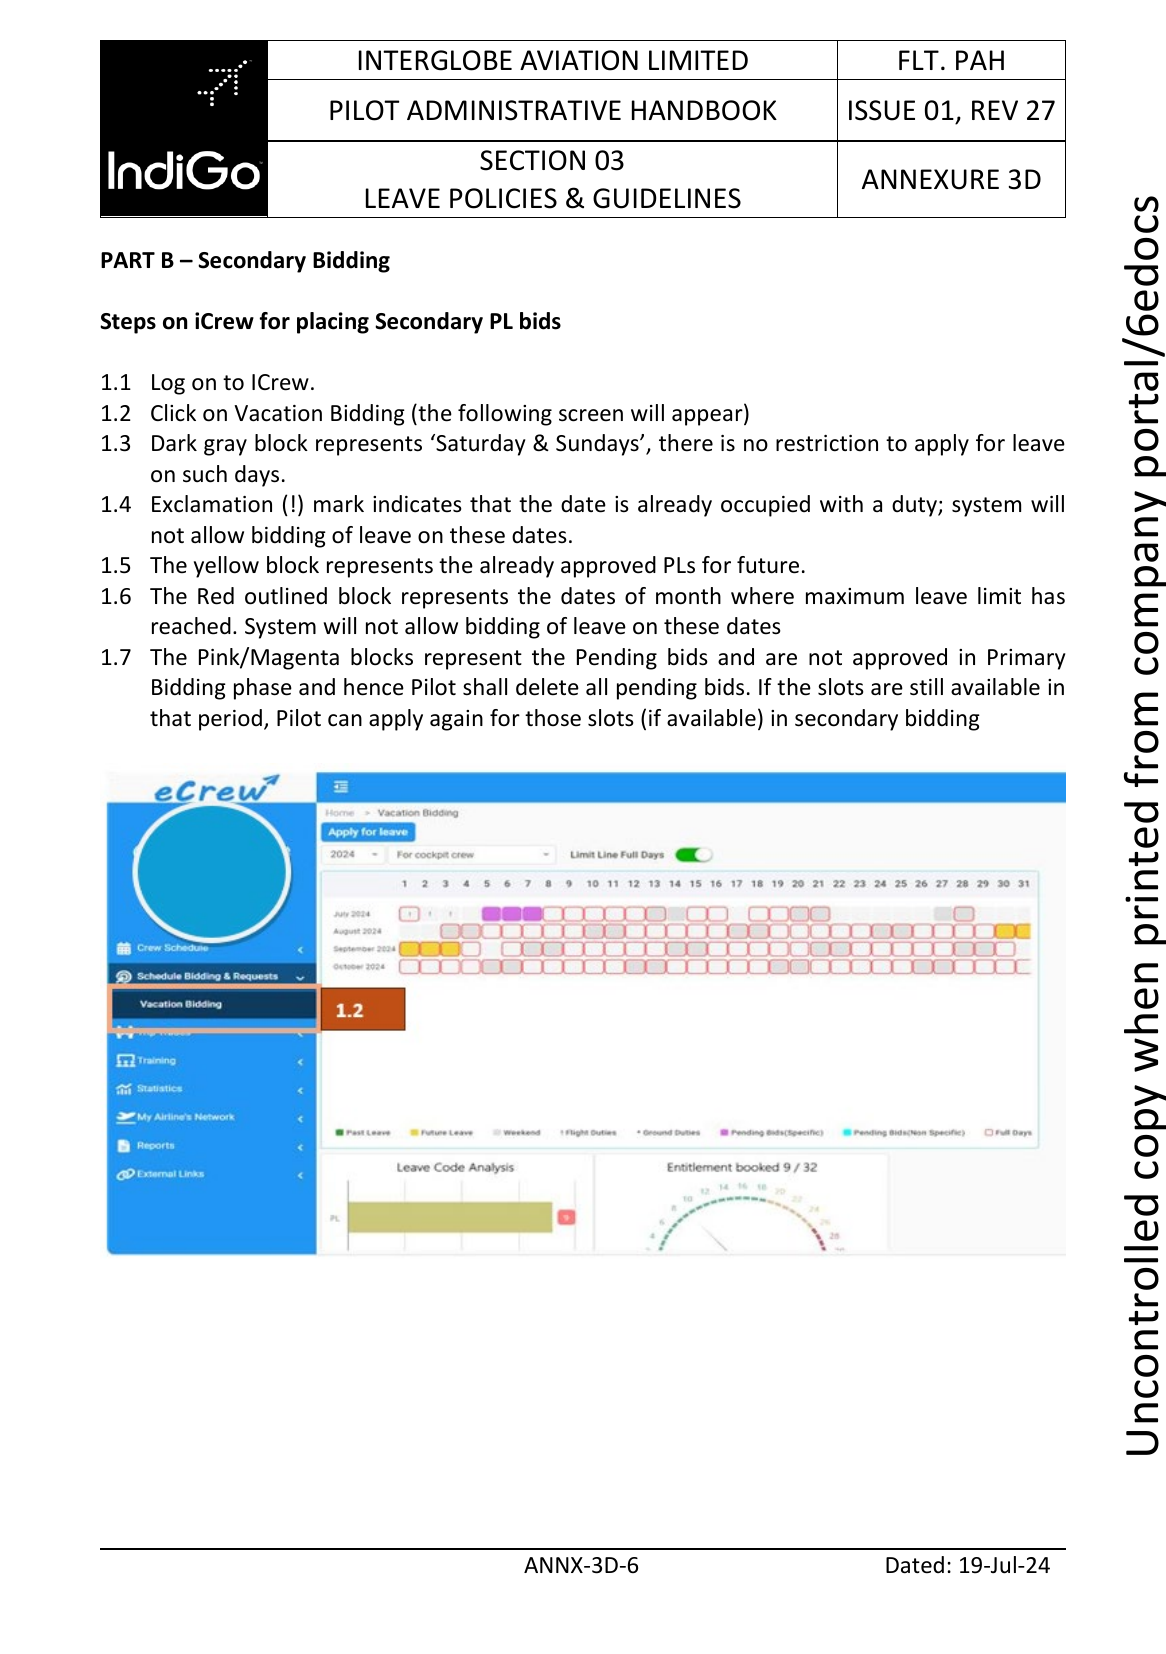 INTERGLOBE AVIATION LIMITED
FLT. PAH
PILOT ADMINISTRATIVE HANDBOOK
ISSUE 01, REV 27
IndiGo
SECTION 03
LEAVE POLICIES & GUIDELINES
ANNEXURE 3D
PART B – Secondary Bidding
Steps on iCrew for placing Secondary PL bids
1.1 Log on to ICrew.
1.2 Click on Vacation Bidding (the following screen will appear)
1.3 Dark gray block represents ‘Saturday & Sundays’, there is no restriction to apply for leave
on such days.
1.4 Exclamation (!) mark indicates that the date is already occupied with a duty; system will
not allow bidding of leave on these dates.
1.5 The yellow block represents the already approved PLs for future.
1.6 The Red outlined block represents the dates of month where maximum leave limit has
reached. System will not allow bidding of leave on these dates
1.7 The Pink/Magenta blocks represent the Pending bids and are not approved in Primary
Bidding phase and hence Pilot shall delete all pending bids. If the slots are still available in
that period, Pilot can apply again for those slots (if available) in secondary bidding
eCrew
Home > Vacation Bidding
Apply for leave
2024 For cockpit crew Limit Line Full Days
1 2 3 4 5 6 7 8 9 10 11 12 13 14 15 16 17 18 19 20 21 22 23 24 25 26 27 28 29 30 31
July 2024
August 2024
September 2024
October 2024
Crew Schedule
Schedule Bidding & Requests
Vacation Bidding
1.2
Training
Statistics
My Airline's Network
Reports
External Links
Past Leave Future Leave Weekend ! Flight Duties * Ground Duties Pending Bids(Specific) Pending Bids(Non Specific) Full Days
Leave Code Analysis
PL
9
Entitlement booked 9 / 32
4 6 8 10 12 14 16 18 20 22 24 26 28
ANNX-3D-6
Dated: 19-Jul-24
Uncontrolled copy when printed from company portal/6edocs